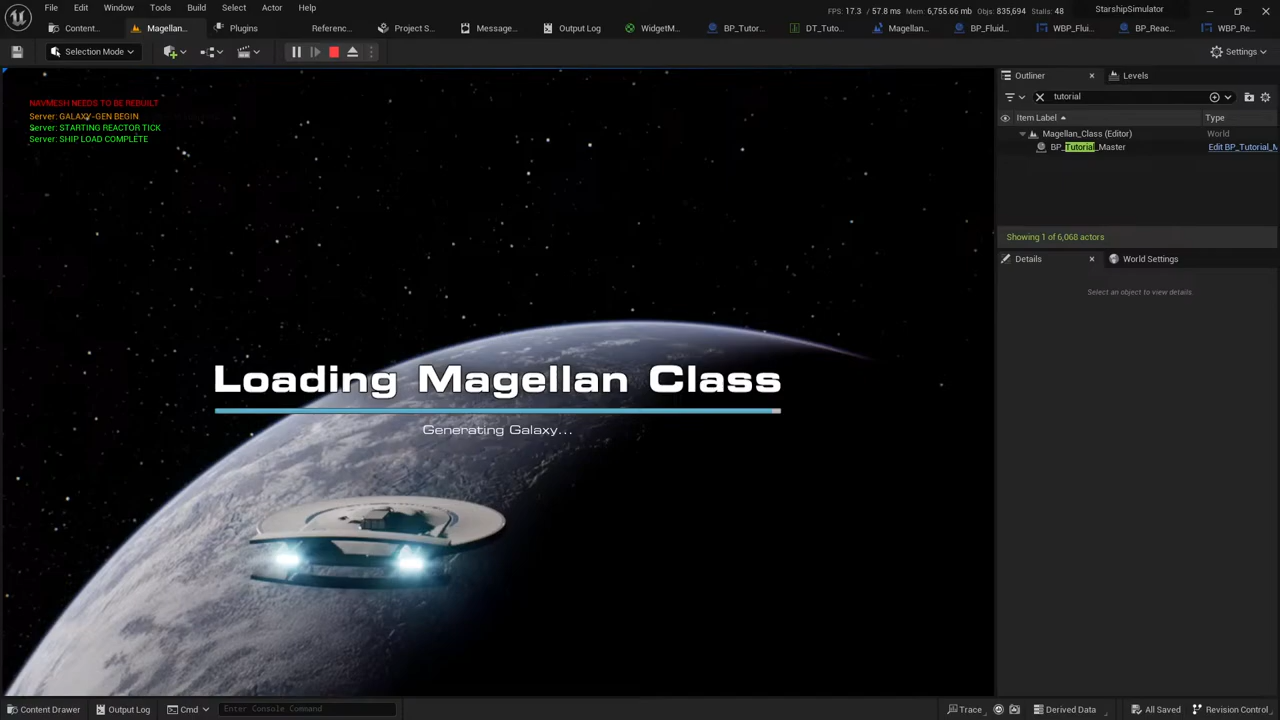 File Edit Window Tools Build Select Actor Help
FPS: 17.3 / 57.8 ms Mem: 6,755.66 mb Objs: 835,694 Stalls: 48
StarshipSimulator
Content... Magellan... Plugins Referenc... Project S... Message... Output Log WidgetM... BP_Tutor... DT_Tuto... Magellan... BP_Fluid... WBP_Flui... BP_Reac... WBP_Re...
Selection Mode
Settings
NAVMESH NEEDS TO BE REBUILT
Server: GALAXY-GEN BEGIN
Server: STARTING REACTOR TICK
Server: SHIP LOAD COMPLETE
Loading Magellan Class
Generating Galaxy...
Outliner Levels
tutorial
Item Label Type
Magellan_Class (Editor) World
BP_Tutorial_Master Edit BP_Tutorial_M
Showing 1 of 6,068 actors
Details World Settings
Select an object to view details.
Content Drawer Output Log Cmd Enter Console Command Trace Derived Data All Saved Revision Control